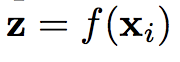 z = f(xᵢ)